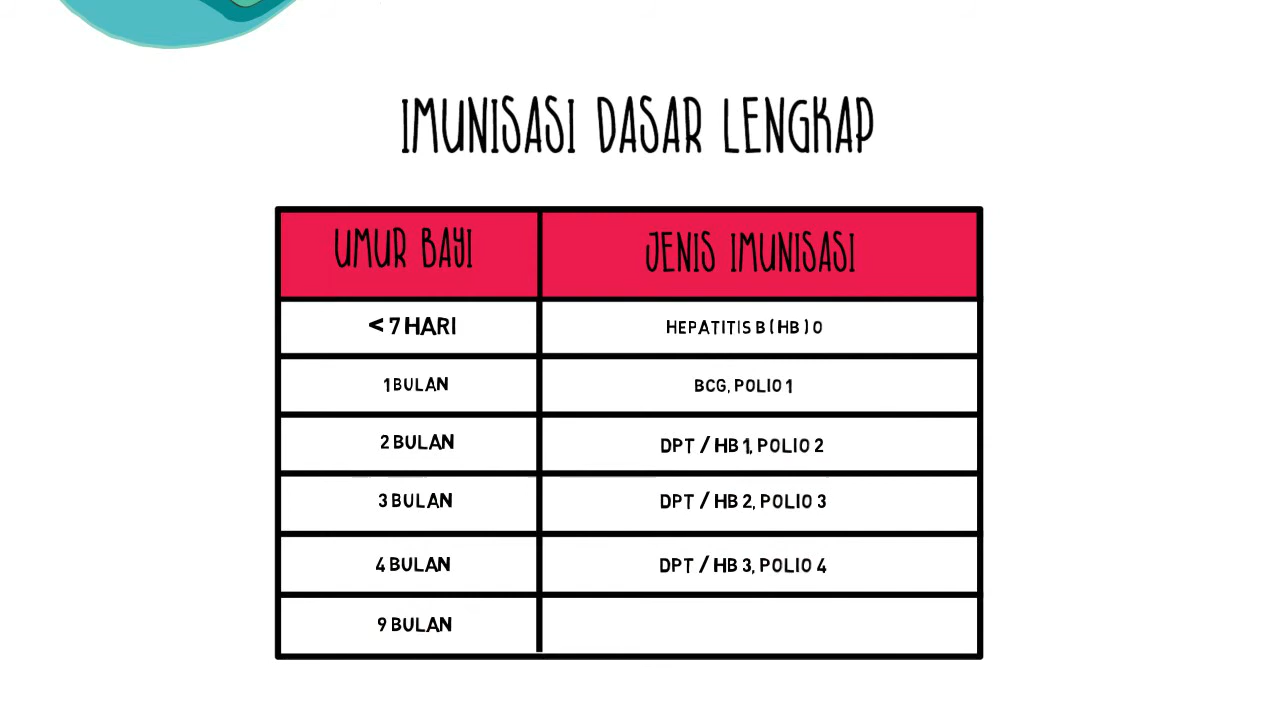 IMUNISASI DASAR LENGKAP
UMUR BAYI JENIS IMUNISASI
< 7 HARI HEPATITIS B ( HB ) 0
1 BULAN BCG, POLIO 1
2 BULAN DPT / HB 1, POLIO 2
3 BULAN DPT / HB 2, POLIO 3
4 BULAN DPT / HB 3, POLIO 4
9 BULAN